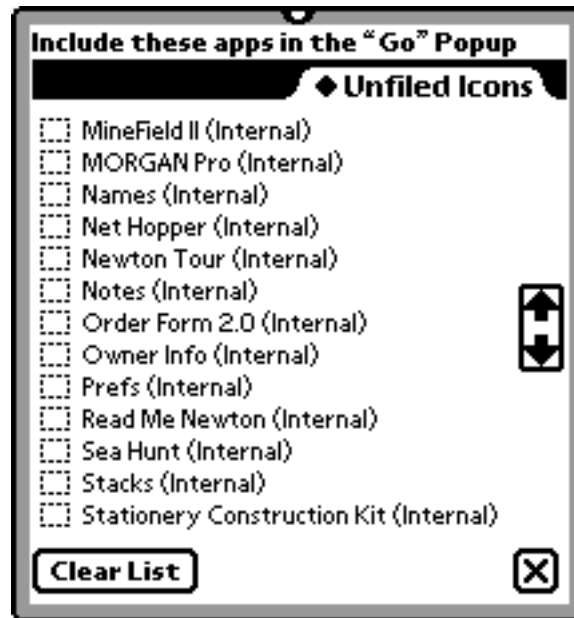 Include these apps in the “Go” Popup
◆ Unfiled Icons
MineField II (Internal)
MORGAN Pro (Internal)
Names (Internal)
Net Hopper (Internal)
Newton Tour (Internal)
Notes (Internal)
Order Form 2.0 (Internal)
Owner Info (Internal)
Prefs (Internal)
Read Me Newton (Internal)
Sea Hunt (Internal)
Stacks (Internal)
Stationery Construction Kit (Internal)
Clear List